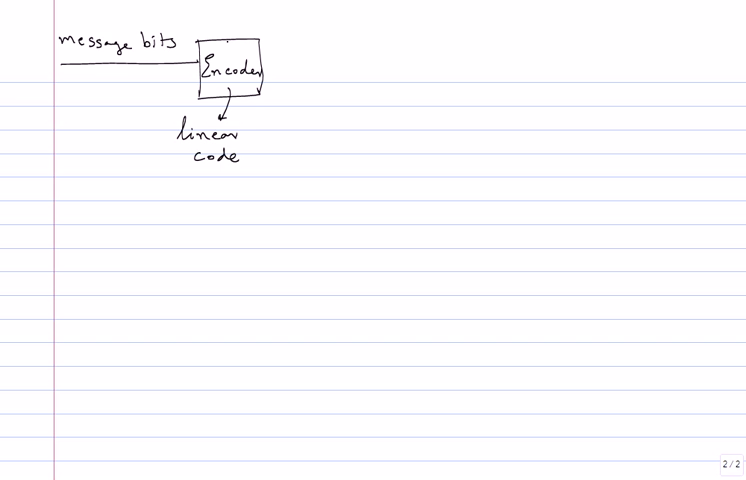 message bits
Encoder
linear
code
2 / 2